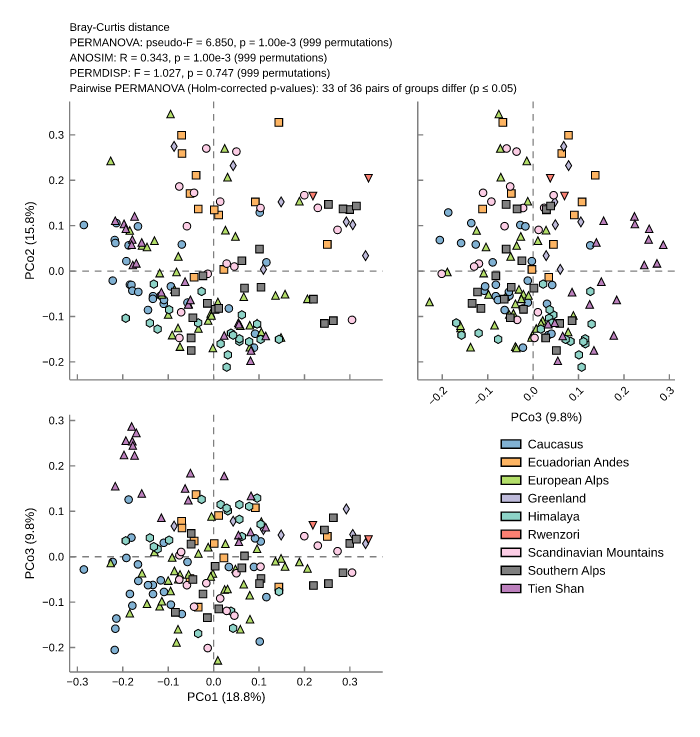 Bray-Curtis distance
PERMANOVA: pseudo-F = 6.850, p = 1.00e-3 (999 permutations)
ANOSIM: R = 0.343, p = 1.00e-3 (999 permutations)
PERMDISP: F = 1.027, p = 0.747 (999 permutations)
Pairwise PERMANOVA (Holm-corrected p-values): 33 of 36 pairs of groups differ (p ≤ 0.05)
0.3
0.2
0.1
0.0
−0.1
−0.2
PCo2 (15.8%)
−0.2
−0.1
0.0
0.1
0.2
0.3
PCo3 (9.8%)
0.3
0.2
0.1
0.0
−0.1
−0.2
PCo3 (9.8%)
−0.3
−0.2
−0.1
0.0
0.1
0.2
0.3
PCo1 (18.8%)
Caucasus
Ecuadorian Andes
European Alps
Greenland
Himalaya
Rwenzori
Scandinavian Mountains
Southern Alps
Tien Shan